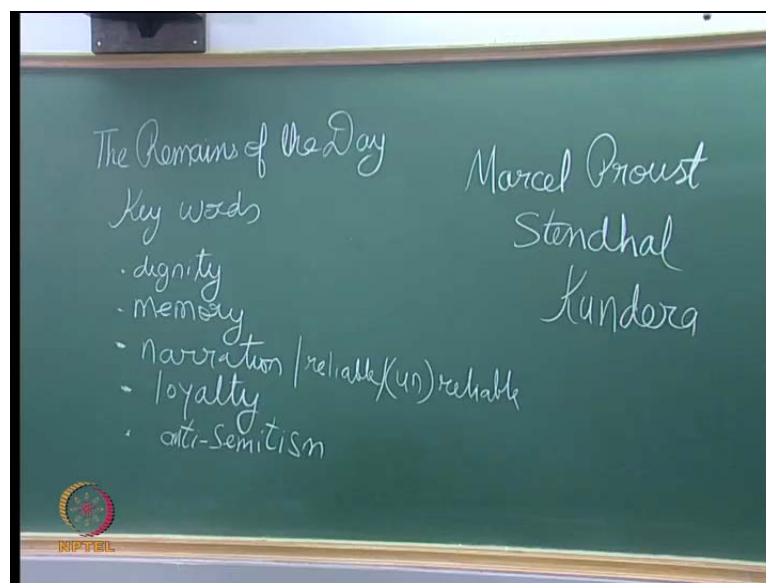 The Remains of the Day
Key words
· dignity
· memory
- narration / reliable/(un)reliable
- loyalty
· anti-Semitism
Marcel Proust
Stendhal
Kundera
NPTEL